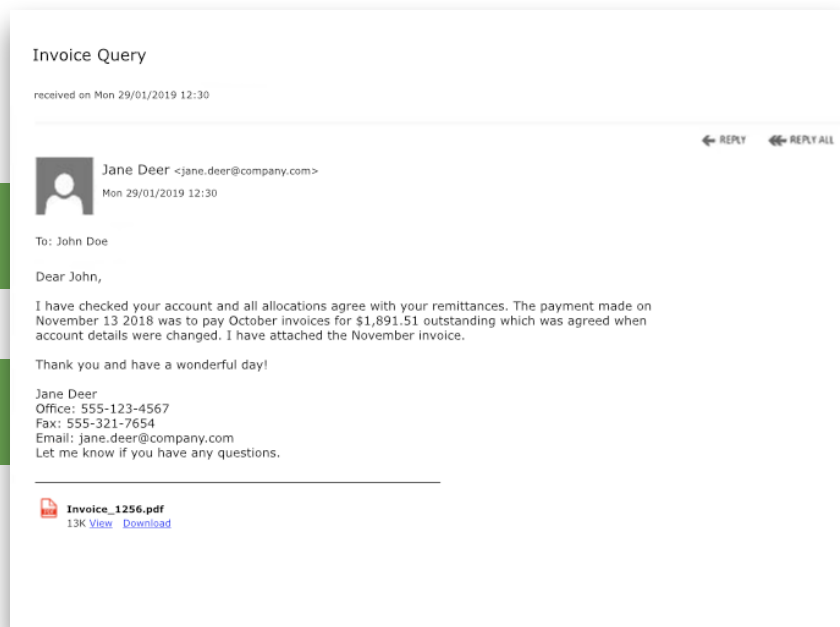 Invoice Query
received on Mon 29/01/2019 12:30
REPLY REPLY ALL
Jane Deer <jane.deer@company.com>
Mon 29/01/2019 12:30
To: John Doe
Dear John,
I have checked your account and all allocations agree with your remittances. The payment made on
November 13 2018 was to pay October invoices for $1,891.51 outstanding which was agreed when
account details were changed. I have attached the November invoice.
Thank you and have a wonderful day!
Jane Deer
Office: 555-123-4567
Fax: 555-321-7654
Email: jane.deer@company.com
Let me know if you have any questions.
PDF
Invoice_1256.pdf
13K View Download